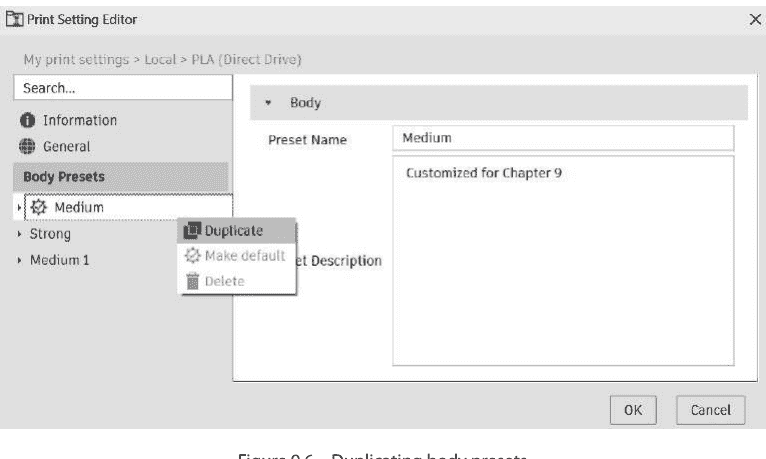 Print Setting Editor
My print settings > Local > PLA (Direct Drive)
Search...
Information
General
Body Presets
Medium
Strong
Medium 1
Duplicate
Make default
Delete
Body
Preset Name
Medium
et Description
Customized for Chapter 9
OK
Cancel
Figure 9.6 – Duplicating body presets